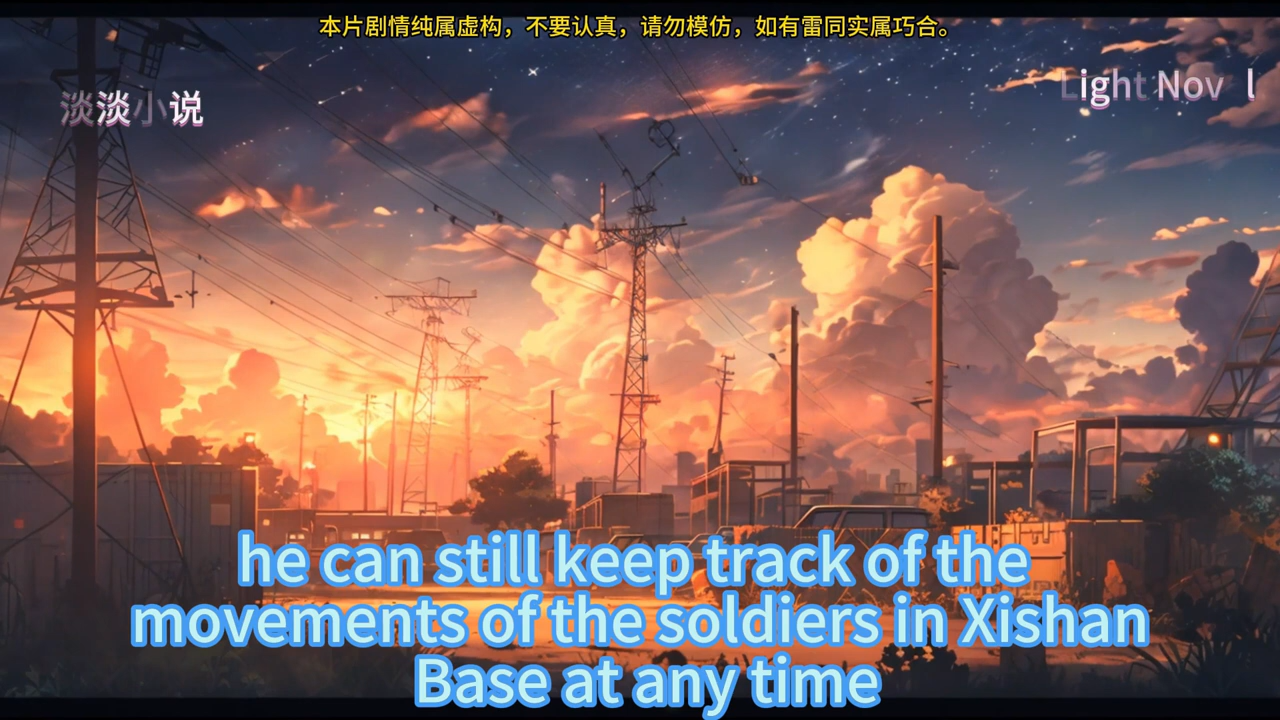 本片剧情纯属虚构，不要认真，请勿模仿，如有雷同实属巧合。
淡淡小说
Light Nov l
he can still keep track of the
movements of the soldiers in Xishan
Base at any time